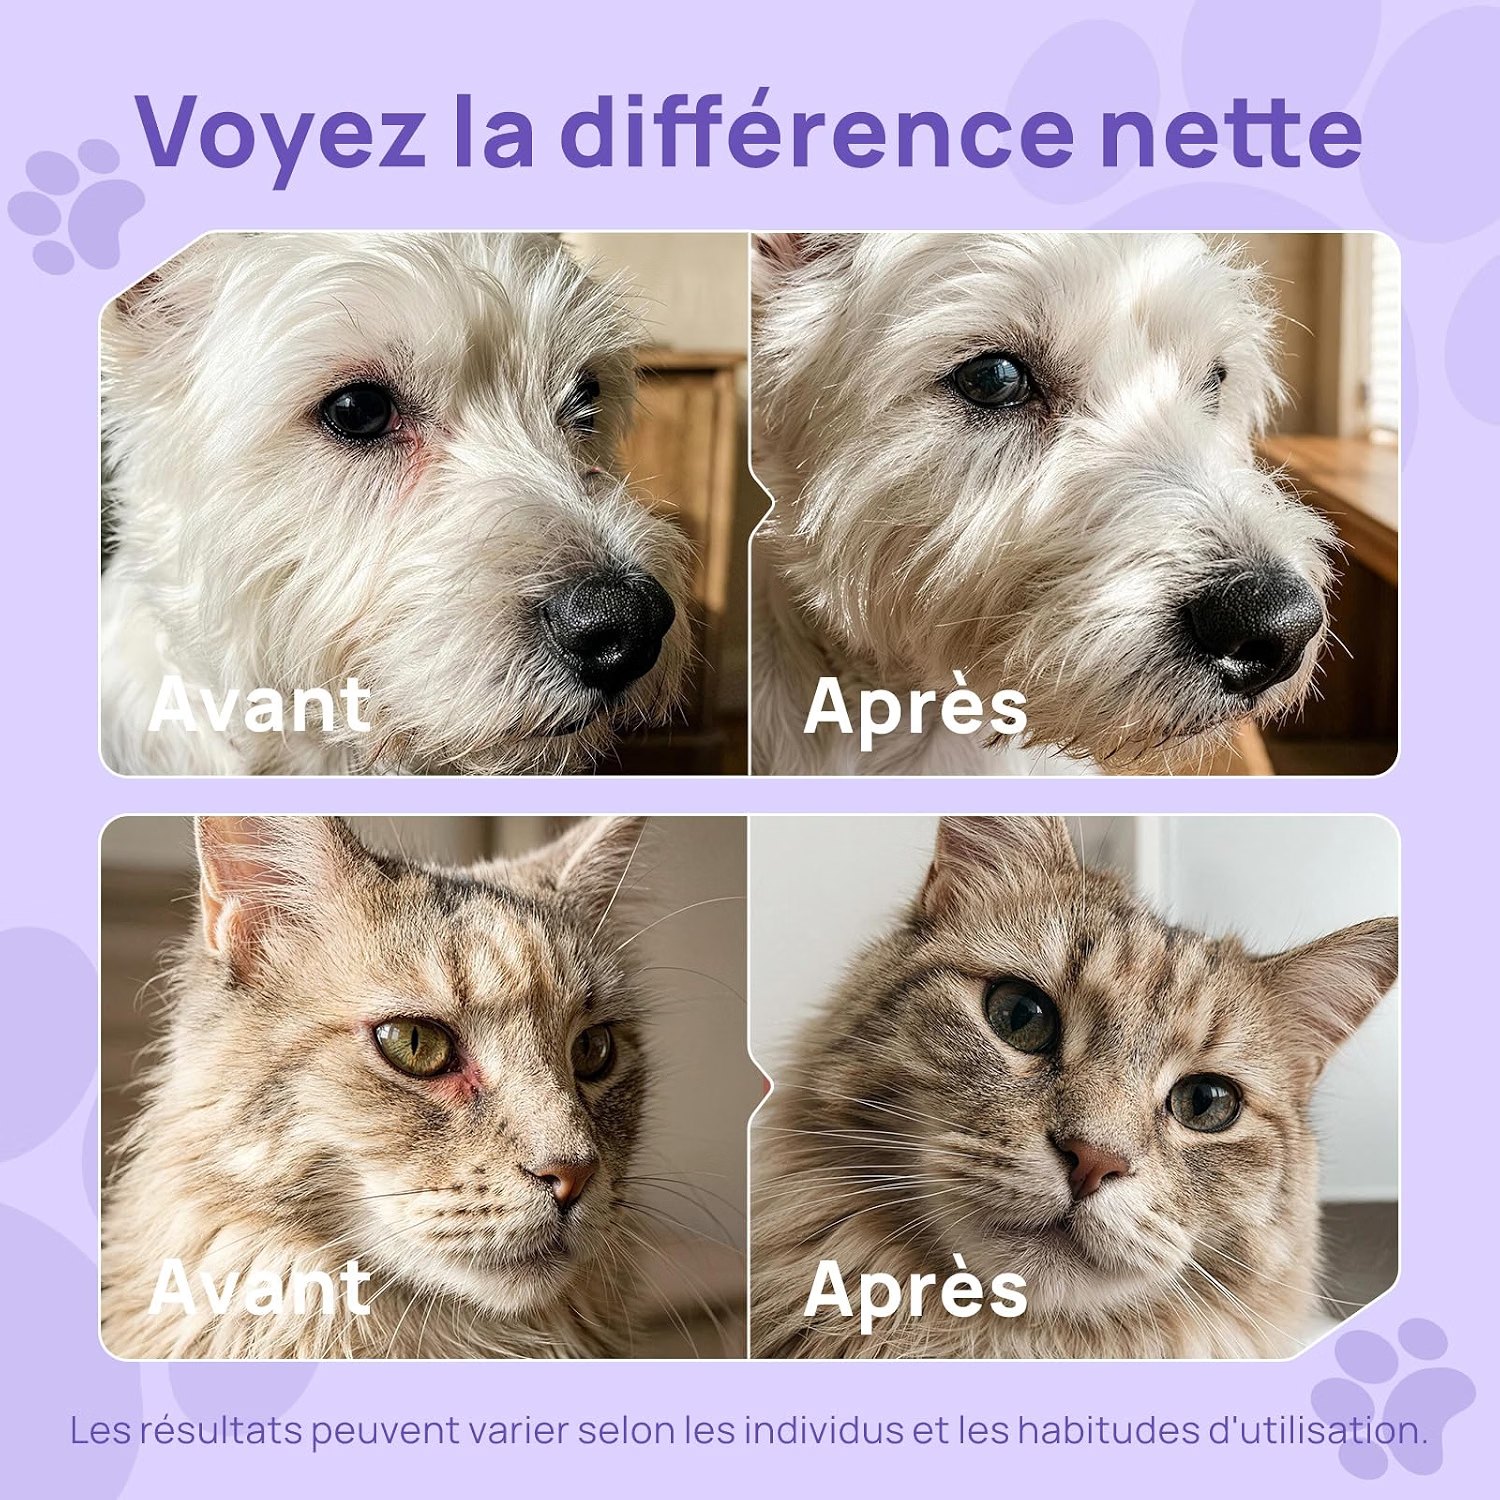 Voyez la différence nette
Avant
Après
Avant
Après
Les résultats peuvent varier selon les individus et les habitudes d'utilisation.